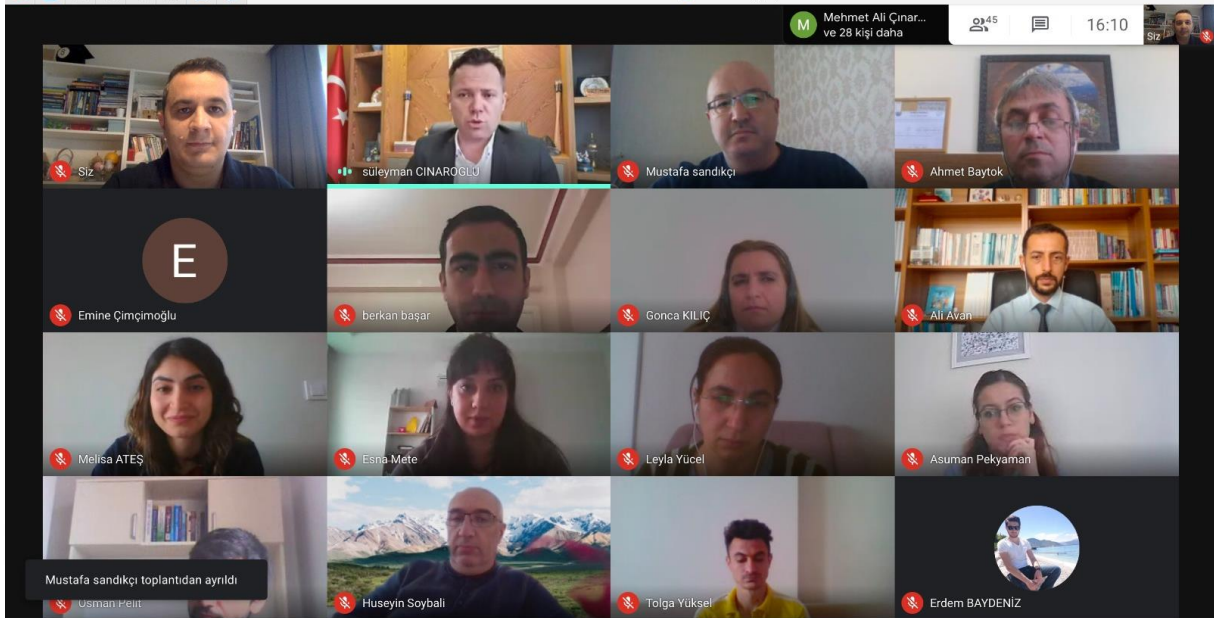 M
Mehmet Ali Çınar...
ve 28 kişi daha
45
16:10
Siz
Siz
süleyman CINAROGLU
Mustafa sandıkçı
Ahmet Baytok
E
Emine Çimçimoğlu
berkan başar
Gonca KILIÇ
Ali Avan
Melisa ATEŞ
Esna Mete
Leyla Yücel
Asuman Pekyaman
Mustafa sandıkçı toplantıdan ayrıldı
Osman Pelit
Huseyin Soybali
Tolga Yüksel
Erdem BAYDENİZ